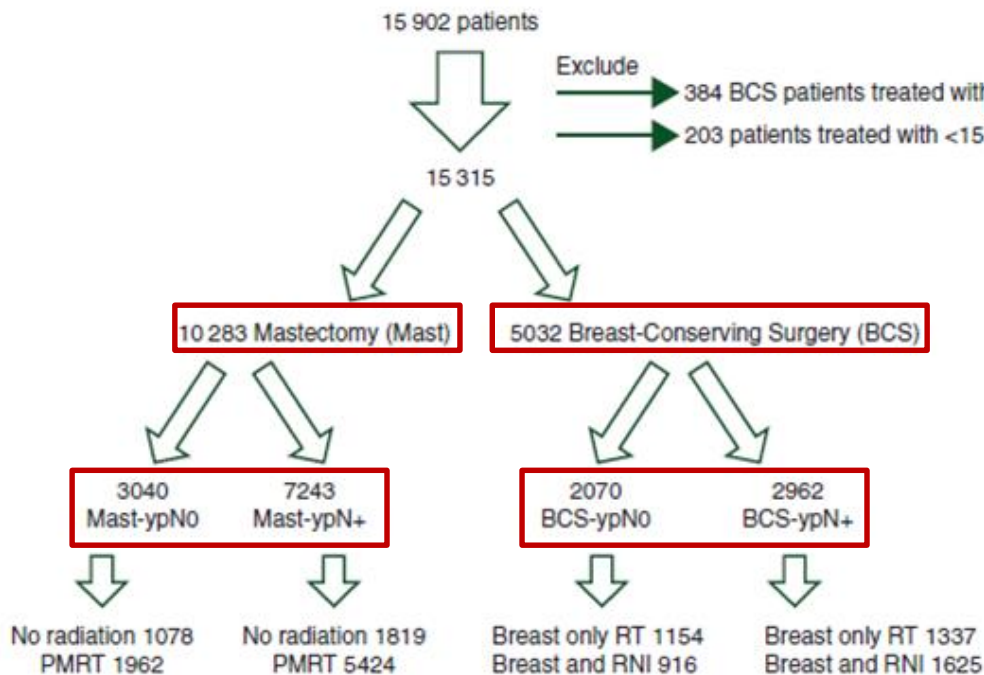 15 902 patients
Exclude
384 BCS patients treated with
203 patients treated with <15
15 315
10 283 Mastectomy (Mast)
5032 Breast-Conserving Surgery (BCS)
3040
Mast-ypN0
7243
Mast-ypN+
2070
BCS-ypN0
2962
BCS-ypN+
No radiation 1078
PMRT 1962
No radiation 1819
PMRT 5424
Breast only RT 1154
Breast and RNI 916
Breast only RT 1337
Breast and RNI 1625